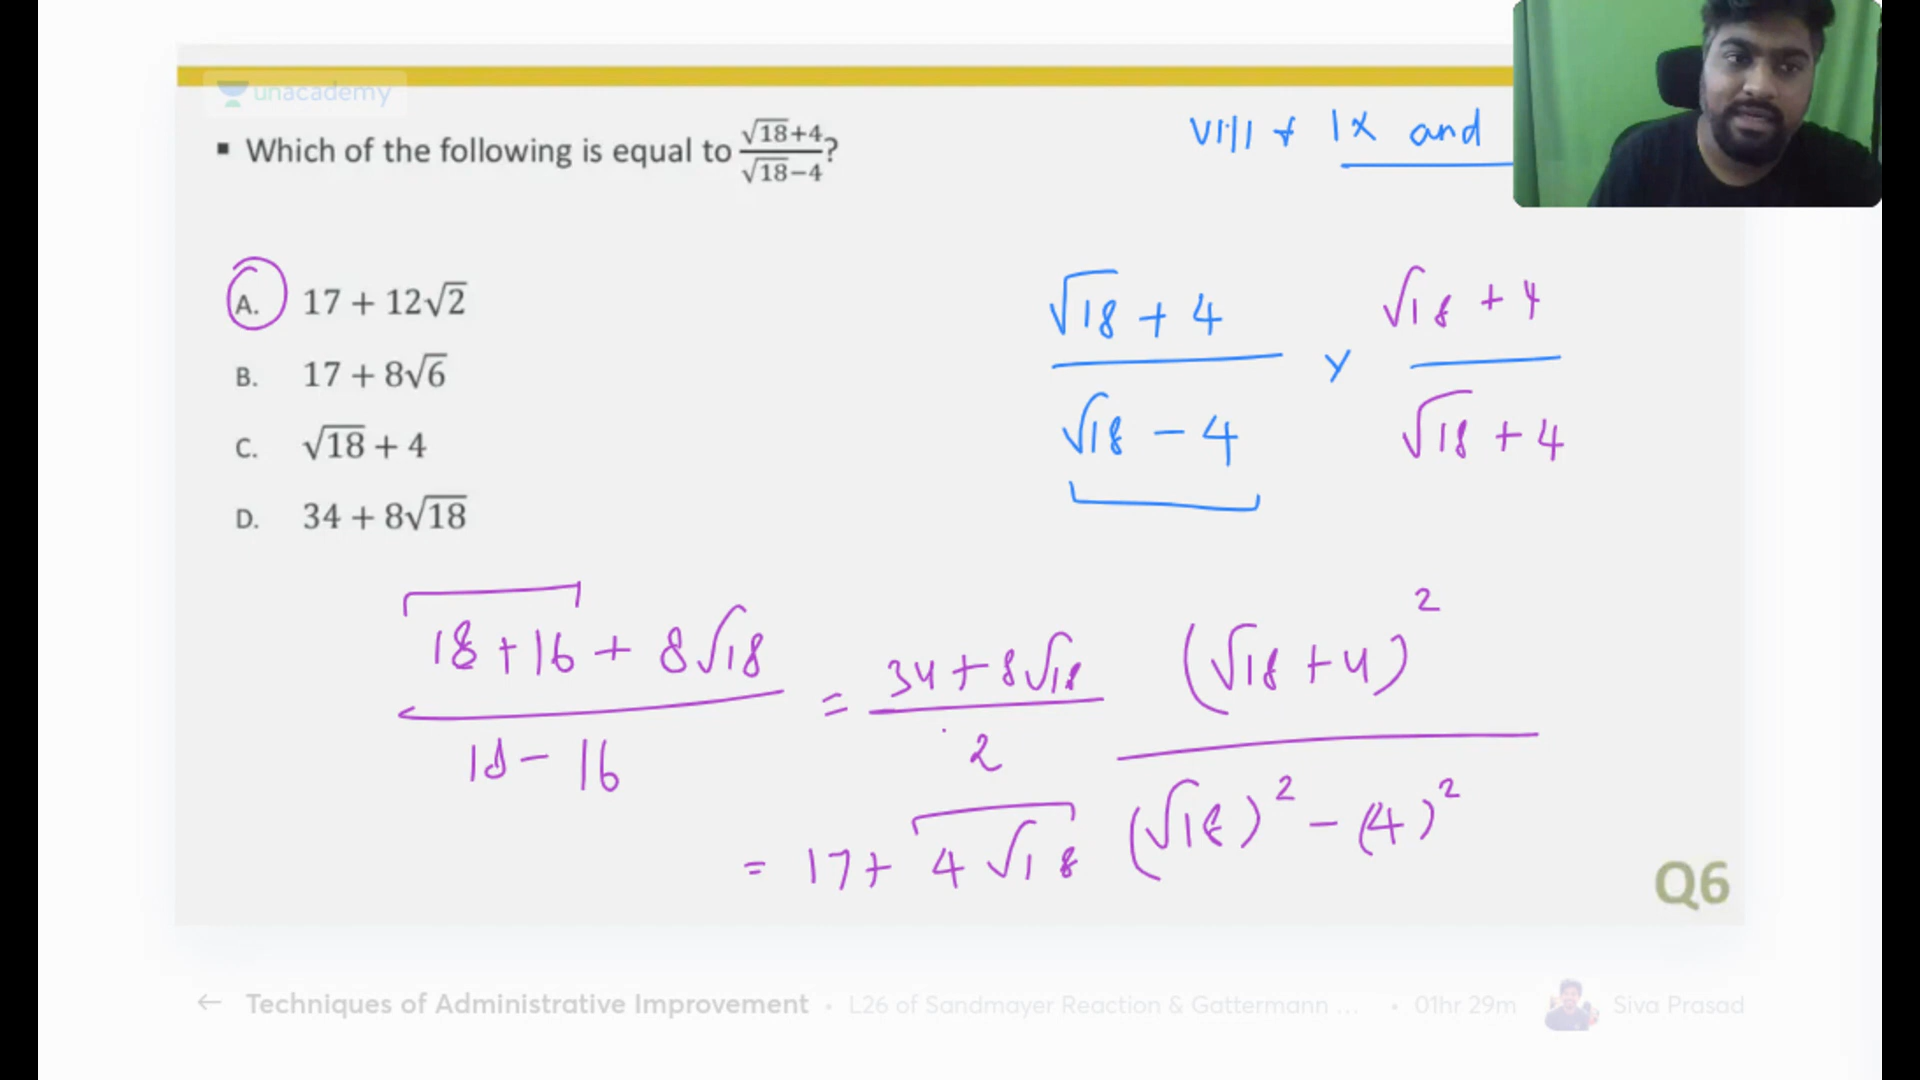 unacademy
▪ Which of the following is equal to (√18+4)/(√18−4)?
VIII + IX and
A. 17 + 12√2
B. 17 + 8√6
C. √18 + 4
D. 34 + 8√18
√18 + 4
√18 − 4
×
√18 + 4
√18 + 4
18 + 16 + 8√18
18 − 16
= 34 + 8√18
2
(√18 + 4)²
(√18)² − (4)²
= 17 + 4√18
Q6
← Techniques of Administrative Improvement • L26 of Sandmayer Reaction & Gattermann ... • 01hr 29m Siva Prasad